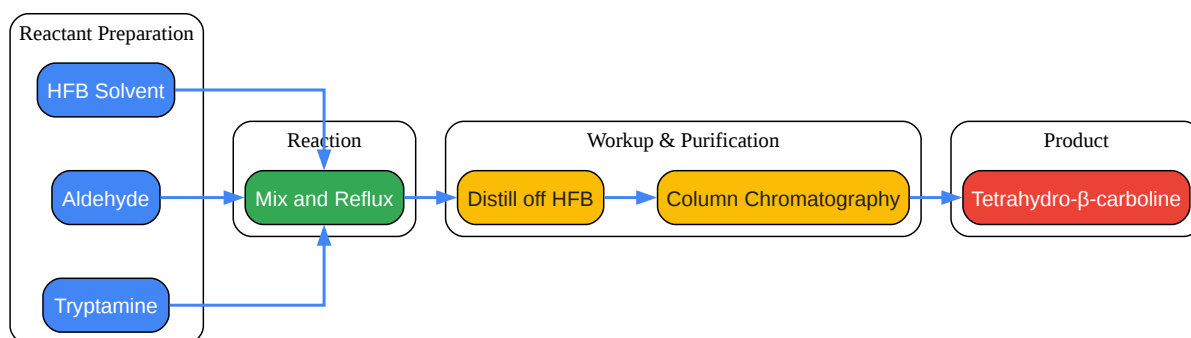 Reactant Preparation
HFB Solvent
Aldehyde
Tryptamine
Reaction
Mix and Reflux
Workup & Purification
Distill off HFB
Column Chromatography
Product
Tetrahydro-β-carboline